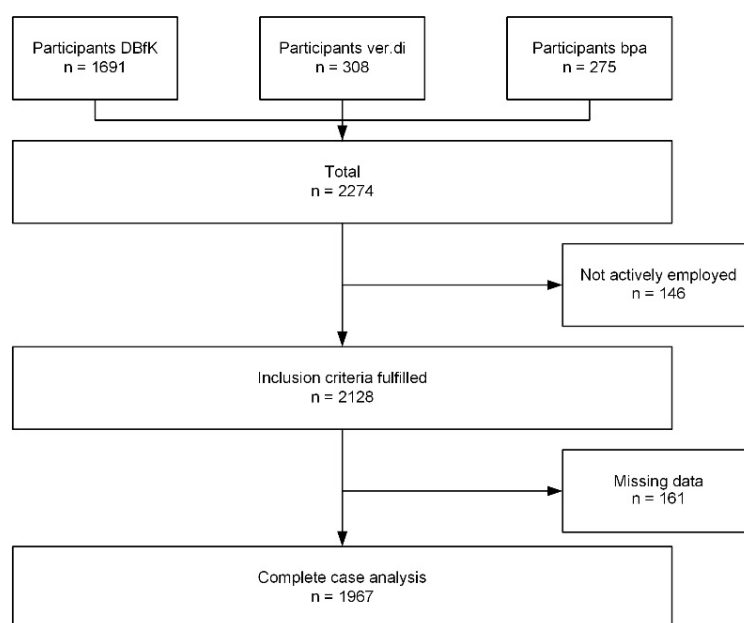 Participants DBfK
n = 1691
Participants ver.di
n = 308
Participants bpa
n = 275
Total
n = 2274
Not actively employed
n = 146
Inclusion criteria fulfilled
n = 2128
Missing data
n = 161
Complete case analysis
n = 1967